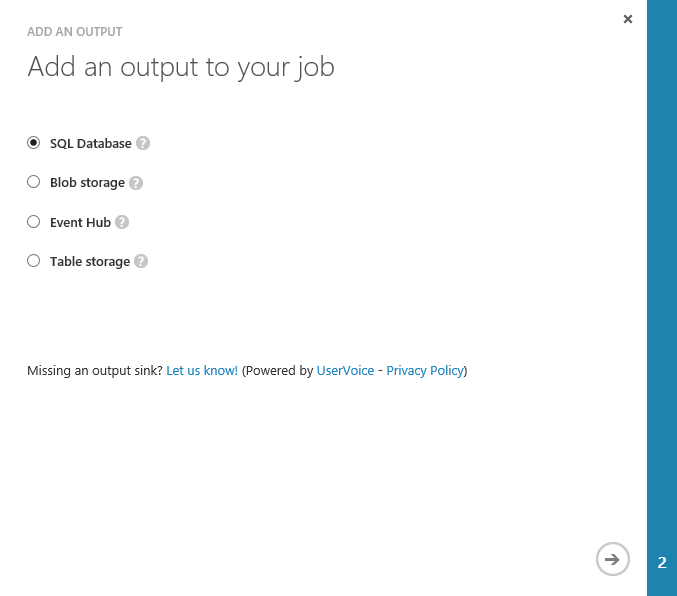 ADD AN OUTPUT
Add an output to your job
SQL Database ?
Blob storage ?
Event Hub ?
Table storage ?
Missing an output sink? Let us know! (Powered by UserVoice - Privacy Policy)
2